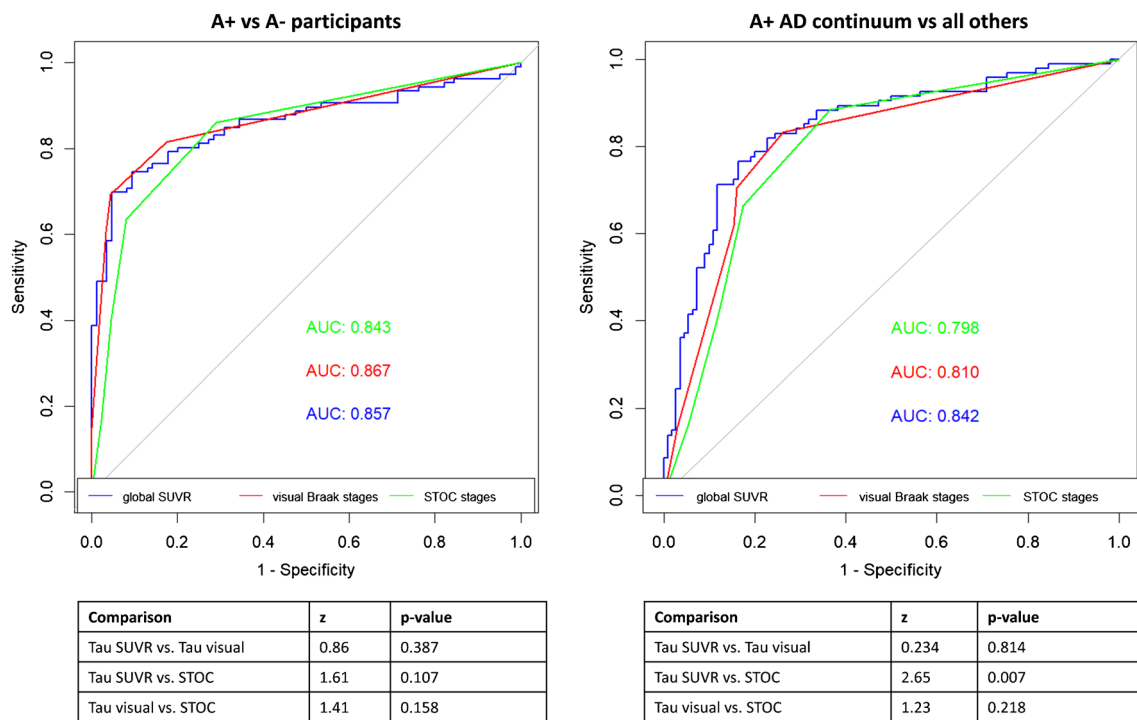 A+ vs A- participants
Sensitivity
1.0
0.8
0.6
0.4
0.2
0.0
AUC: 0.843
AUC: 0.867
AUC: 0.857
global SUVR visual Braak stages STOC stages
0.0 0.2 0.4 0.6 0.8 1.0
1 - Specificity
Comparison z p-value
Tau SUVR vs. Tau visual 0.86 0.387
Tau SUVR vs. STOC 1.61 0.107
Tau visual vs. STOC 1.41 0.158
A+ AD continuum vs all others
Sensitivity
1.0
0.8
0.6
0.4
0.2
0.0
AUC: 0.798
AUC: 0.810
AUC: 0.842
global SUVR visual Braak stages STOC stages
0.0 0.2 0.4 0.6 0.8 1.0
1 - Specificity
Comparison z p-value
Tau SUVR vs. Tau visual 0.234 0.814
Tau SUVR vs. STOC 2.65 0.007
Tau visual vs. STOC 1.23 0.218